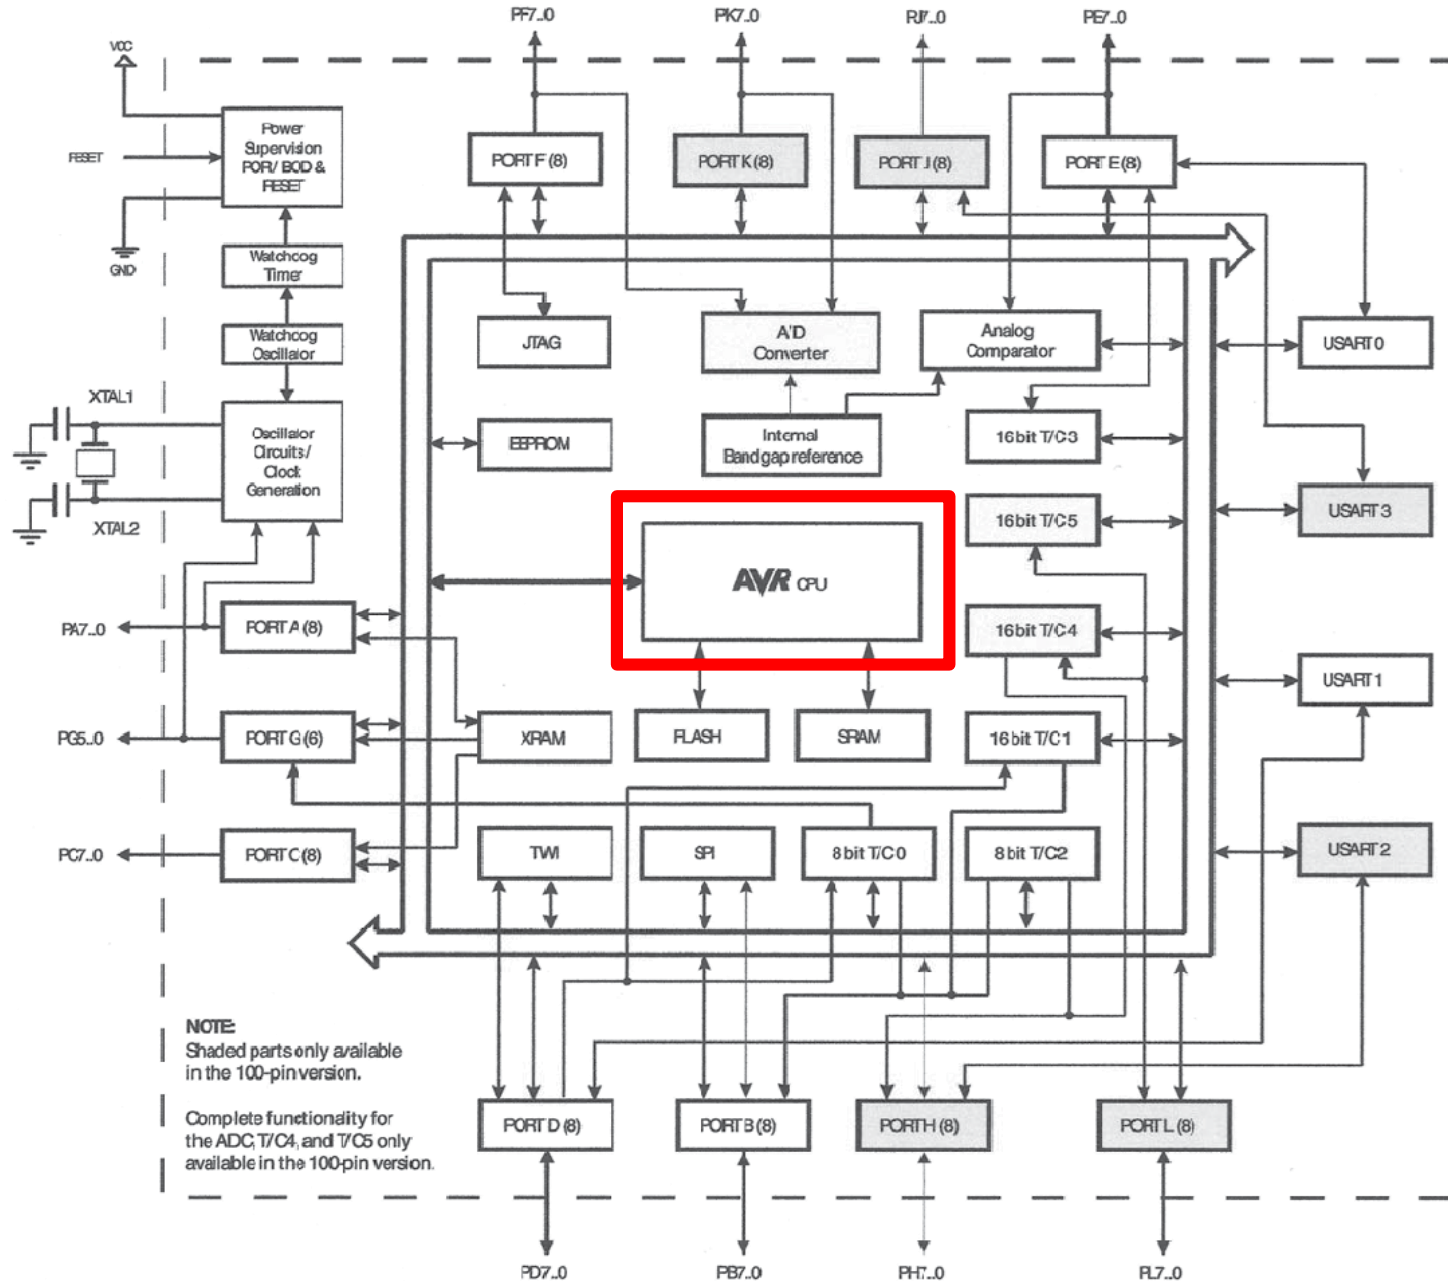 PF7..0
PK7..0
PJ7..0
PE7..0
VCC
Power
Supervision
POR/ BOD &
RESET
RESET
PORT F (8)
PORT K (8)
PORT J (8)
PORT E (8)
GND
Watchdog
Timer
Watchdog
Oscillator
JTAG
A/D
Converter
Analog
Comparator
USART 0
XTAL1
Oscillator
Circuits /
Clock
Generation
EEPROM
Internal
Bandgap reference
16 bit T/C 3
XTAL2
16 bit T/C 5
USART 3
AVR CPU
PA7..0
PORT A (8)
16 bit T/C 4
USART 1
PG5..0
PORT G (6)
XRAM
FLASH
SRAM
16 bit T/C 1
PC7..0
PORT C (8)
TWI
SPI
8 bit T/C 0
8 bit T/C 2
USART 2
NOTE:
Shaded parts only available
in the 100-pin version.
Complete functionality for
the ADC, T/C4, and T/C5 only
available in the 100-pin version.
PORT D (8)
PORT B (8)
PORT H (8)
PORT L (8)
PD7..0
PB7..0
PH7..0
PL7..0